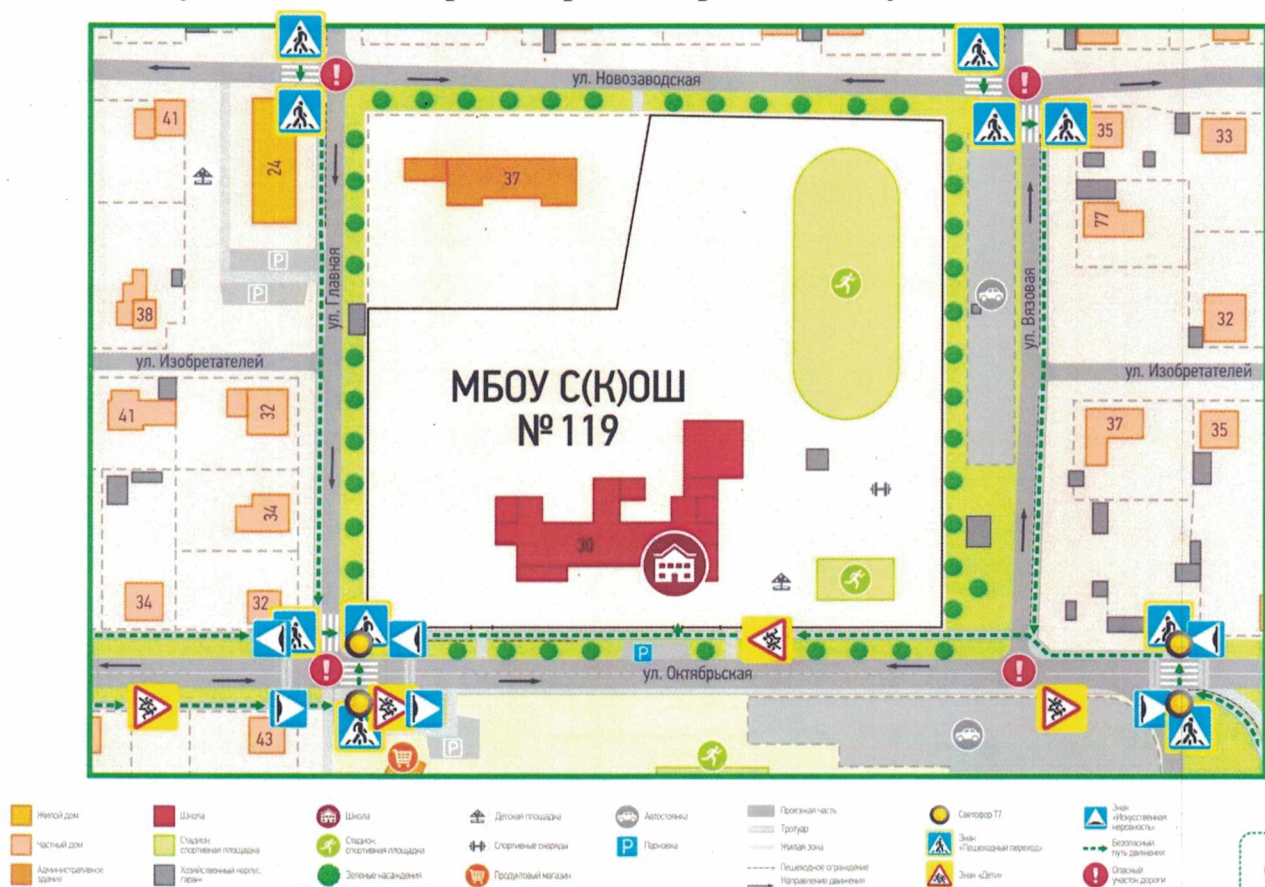 ул. Новозаводская
41
24
37
35
33
77
38
ул. Главная
ул. Вязовая
32
ул. Изобретателей
ул. Изобретателей
МБОУ С(К)ОШ
№ 119
41
32
37
35
34
30
34
32
P
P
P
ул. Октябрьская
43
P
Жилой дом
Частный дом
Административное
здание
Школа
Стадион,
спортивная площадка
Хозяйственный корпус,
гараж
Школа
Стадион,
спортивная площадка
Зеленые насаждения
Детская площадка
Спортивные снаряды
Продуктовый магазин
Автостоянка
P
Парковка
Проезжая часть
Тротуар
Жилая зона
Пешеходное ограждение
Направление движения
Светофор Т7
Знак
«Пешеходный переход»
Знак «Дети»
Знак
«Искусственная
неровность»
Безопасный
путь движения
Опасный
участок дороги